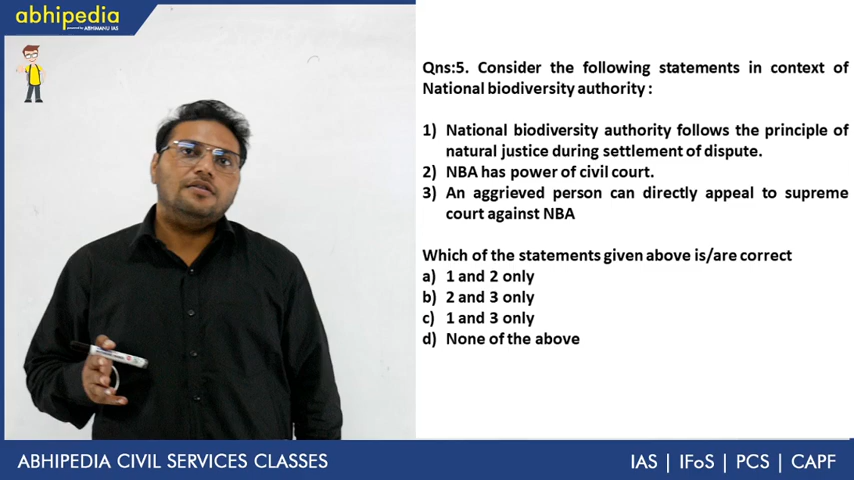 abhipedia
powered by ABHIMANU IAS
Qns:5. Consider the following statements in context of
National biodiversity authority :
1) National biodiversity authority follows the principle of
natural justice during settlement of dispute.
2) NBA has power of civil court.
3) An aggrieved person can directly appeal to supreme
court against NBA
Which of the statements given above is/are correct
a) 1 and 2 only
b) 2 and 3 only
c) 1 and 3 only
d) None of the above
ABHIPEDIA CIVIL SERVICES CLASSES
IAS | IFoS | PCS | CAPF